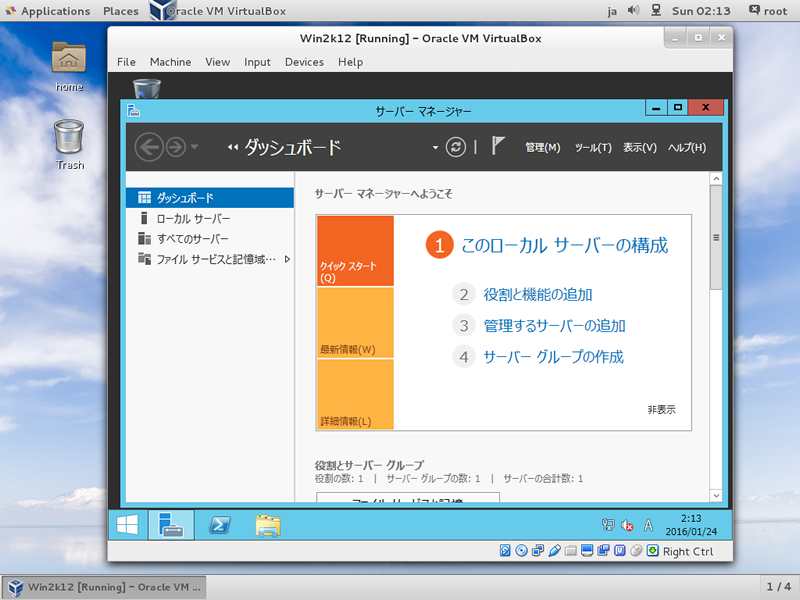 Applications Places Oracle VM VirtualBox ja Sun 02:13 root
Win2k12 [Running] - Oracle VM VirtualBox
File Machine View Input Devices Help
home
Trash
サーバー マネージャー
ダッシュボード
管理(M) ツール(T) 表示(V) ヘルプ(H)
ダッシュボード
ローカル サーバー
すべてのサーバー
ファイル サービスと記憶域…
サーバー マネージャーへようこそ
クイック スタート
(Q)
最新情報(W)
詳細情報(L)
1 このローカル サーバーの構成
2 役割と機能の追加
3 管理するサーバーの追加
4 サーバー グループの作成
非表示
役割とサーバー グループ
役割の数: 1 | サーバー グループの数: 1 | サーバーの合計数: 1
A
2:13
2016/01/24
Right Ctrl
Win2k12 [Running] - Oracle VM ...
1 / 4